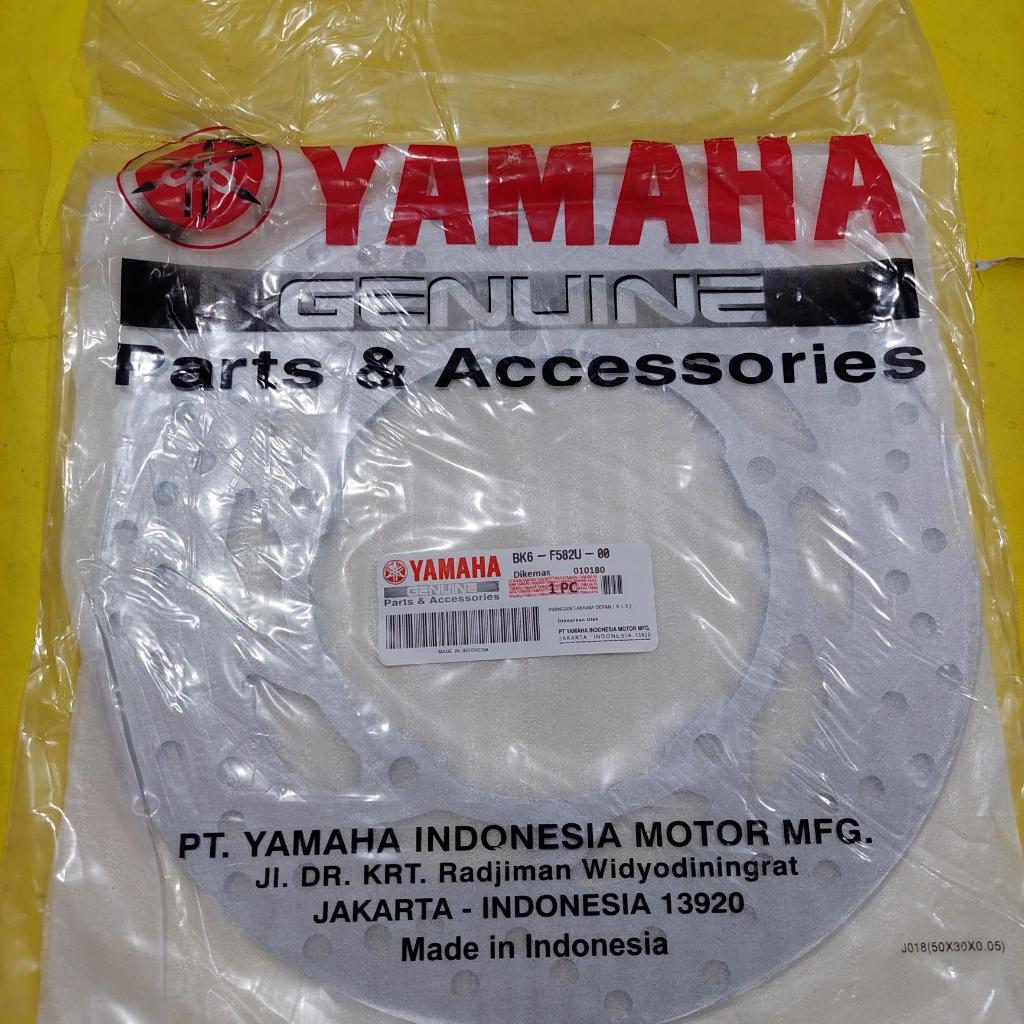 YAMAHA
GENUINE
Parts & Accessories
YAMAHA
GENUINE
Parts & Accessories
BK6 - F582U - 00
Dikemas 010180
1 PC
PIRINGAN CAKRAM DEPAN
Diedarkan Oleh
PT YAMAHA INDONESIA MOTOR MFG.
JAKARTA - INDONESIA 13920
MADE IN INDONESIA
PT. YAMAHA INDONESIA MOTOR MFG.
Jl. DR. KRT. Radjiman Widyodiningrat
JAKARTA - INDONESIA 13920
Made in Indonesia
J018(50X30X0.05)